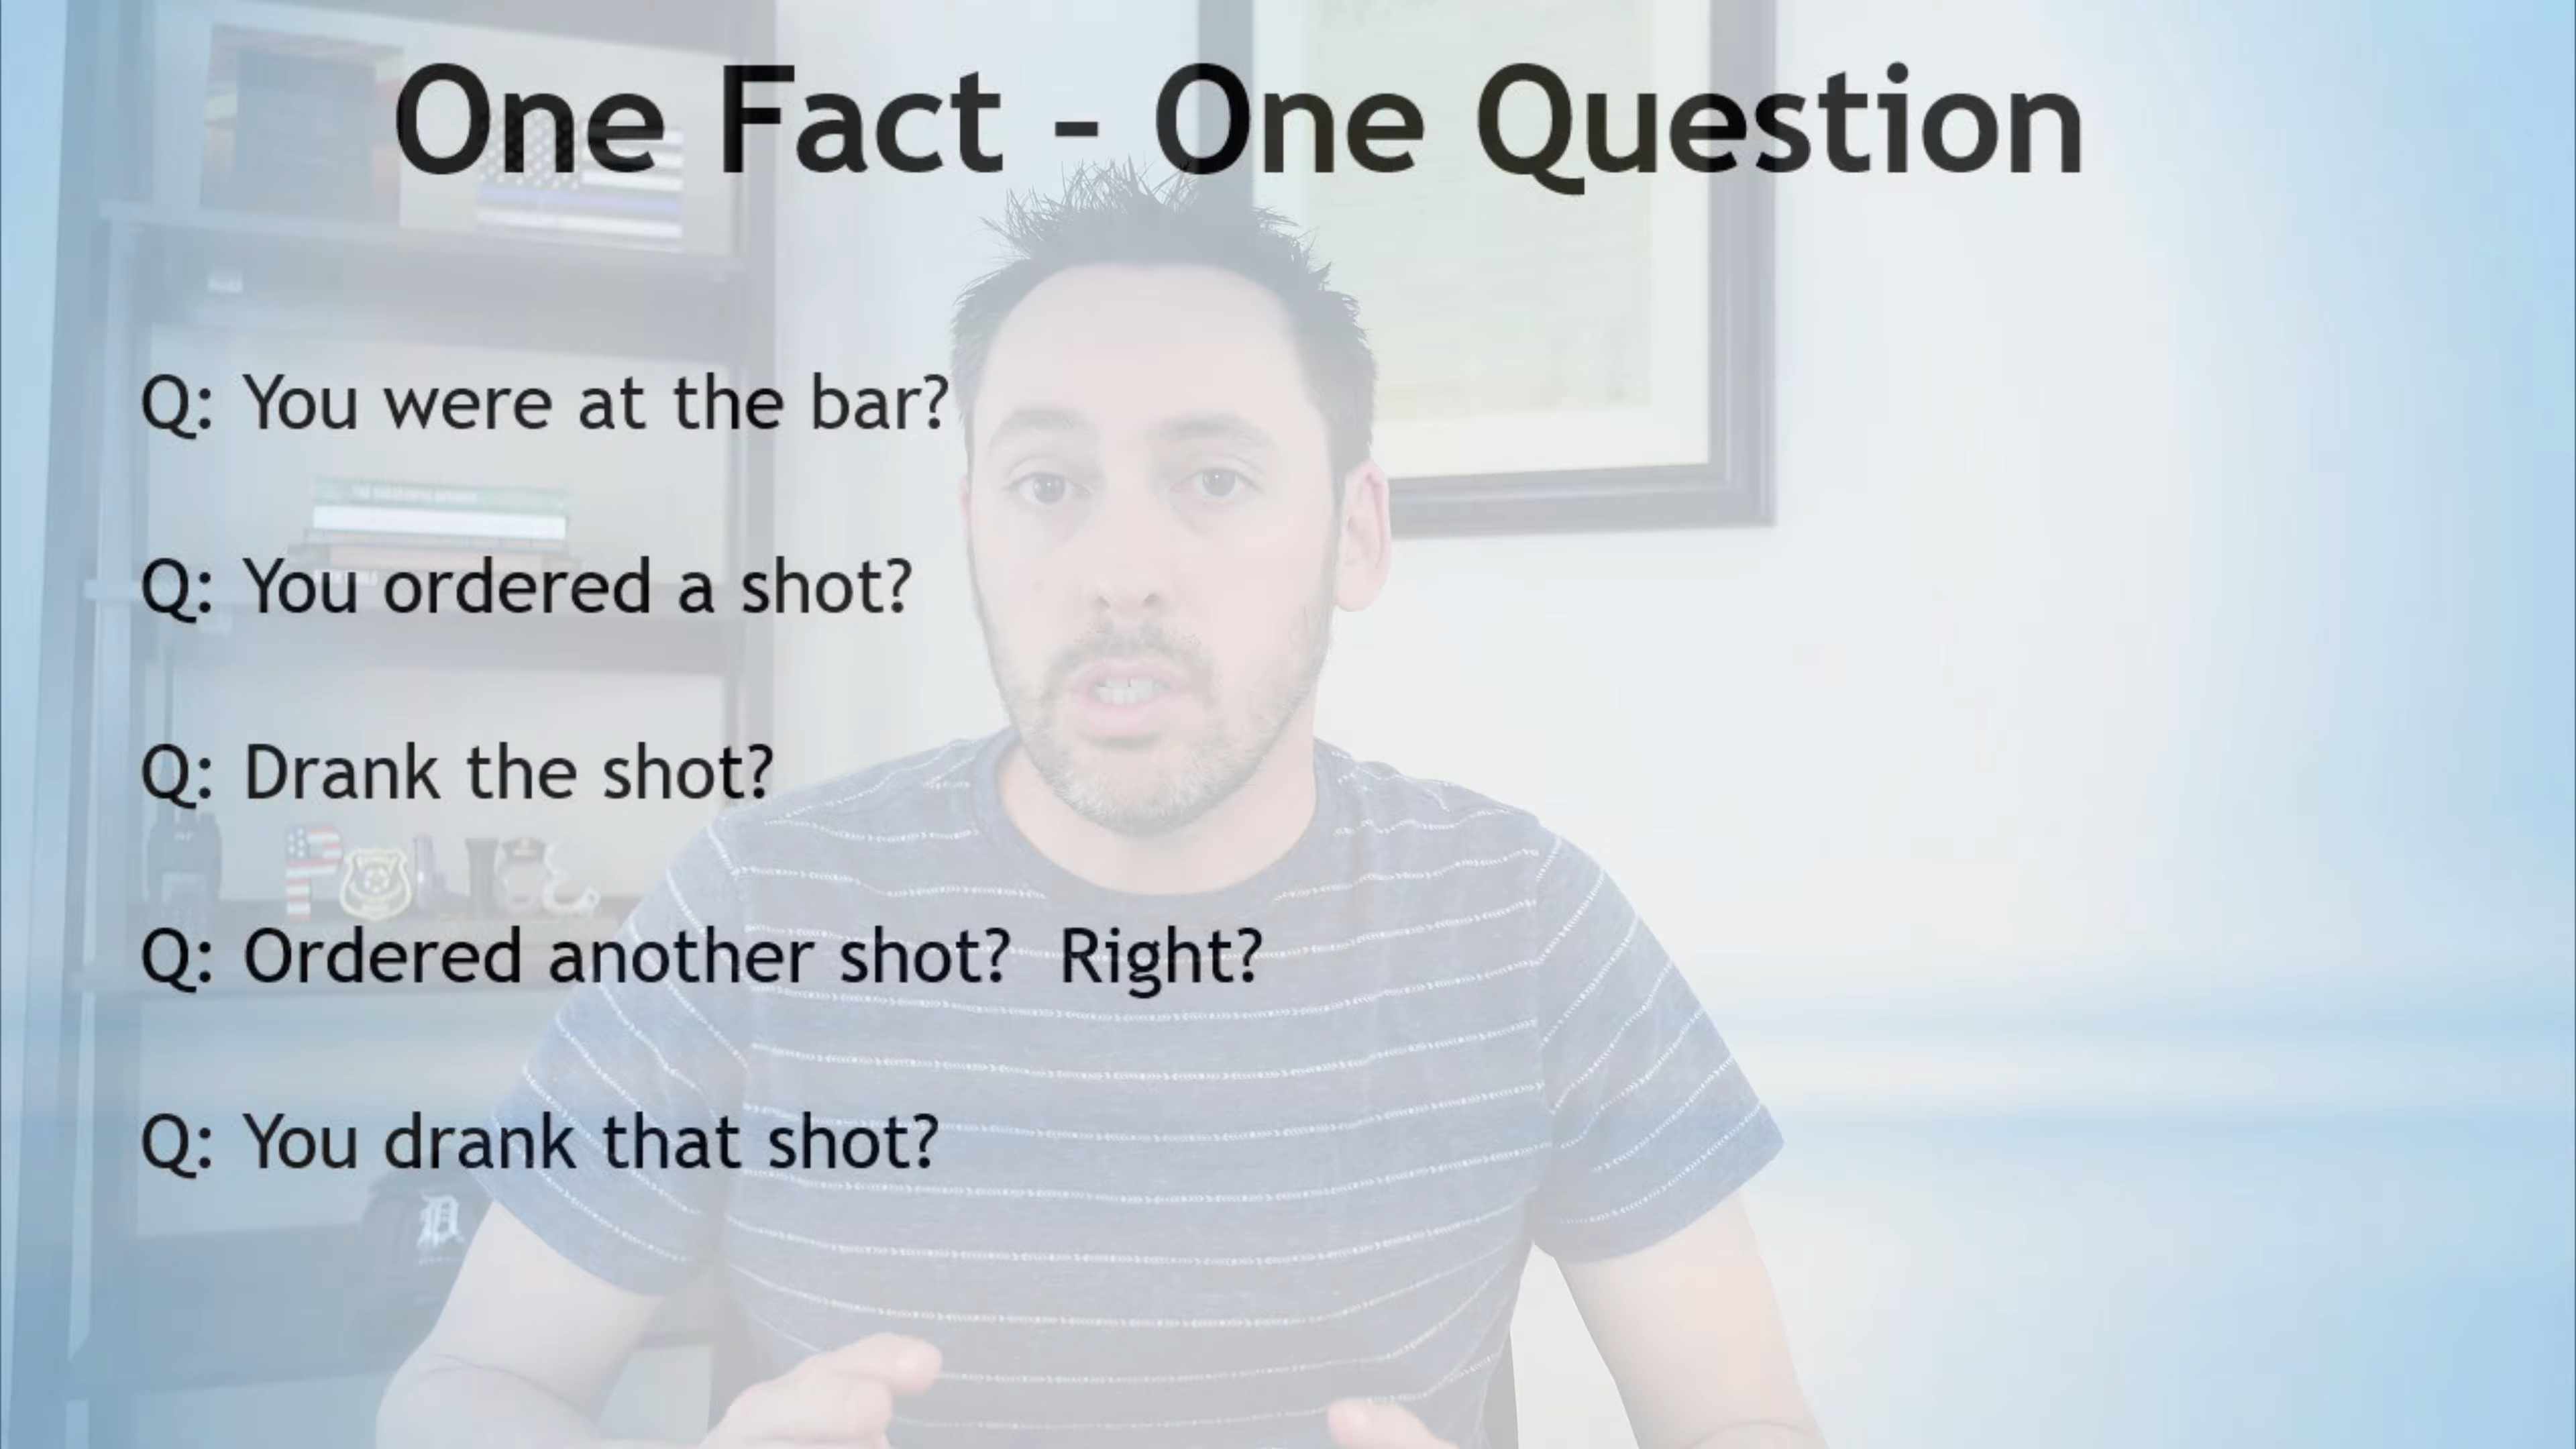 One Fact - One Question
Q: You were at the bar?
Q: You ordered a shot?
Q: Drank the shot?
Q: Ordered another shot? Right?
Q: You drank that shot?